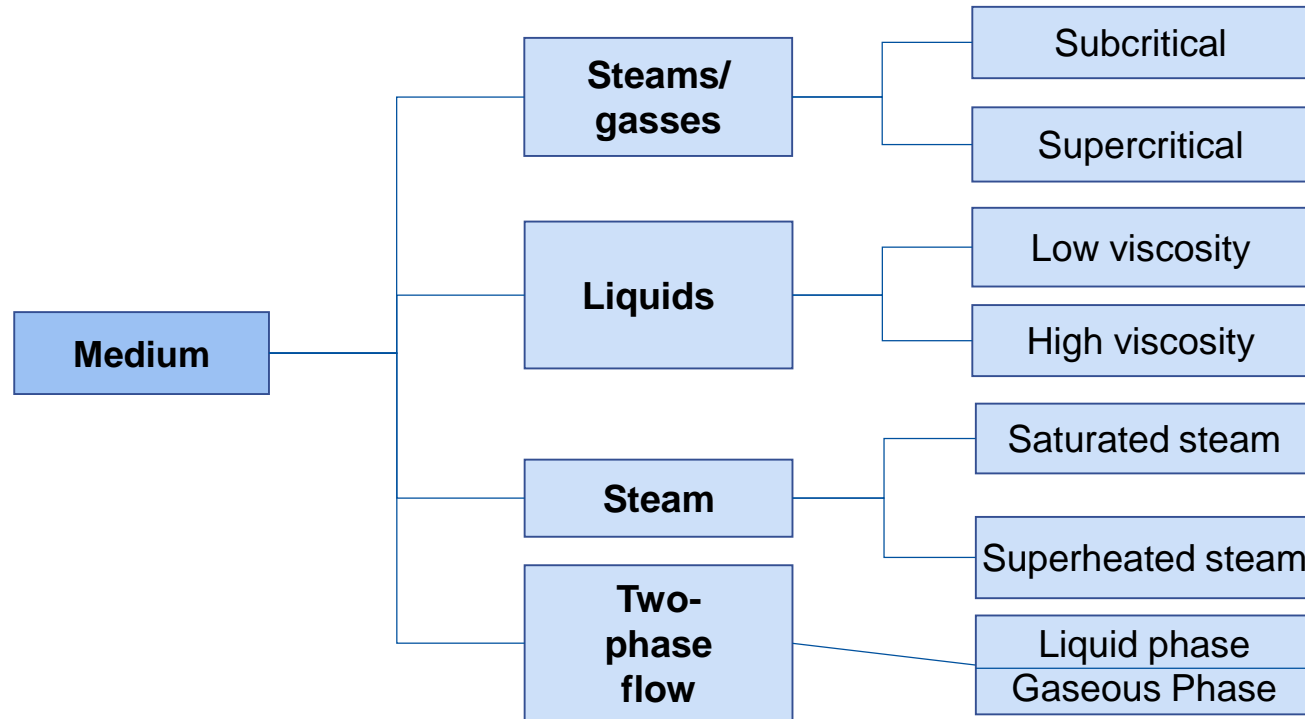 Medium
Steams/
gasses
Subcritical
Supercritical
Liquids
Low viscosity
High viscosity
Steam
Saturated steam
Superheated steam
Two-
phase
flow
Liquid phase
Gaseous Phase